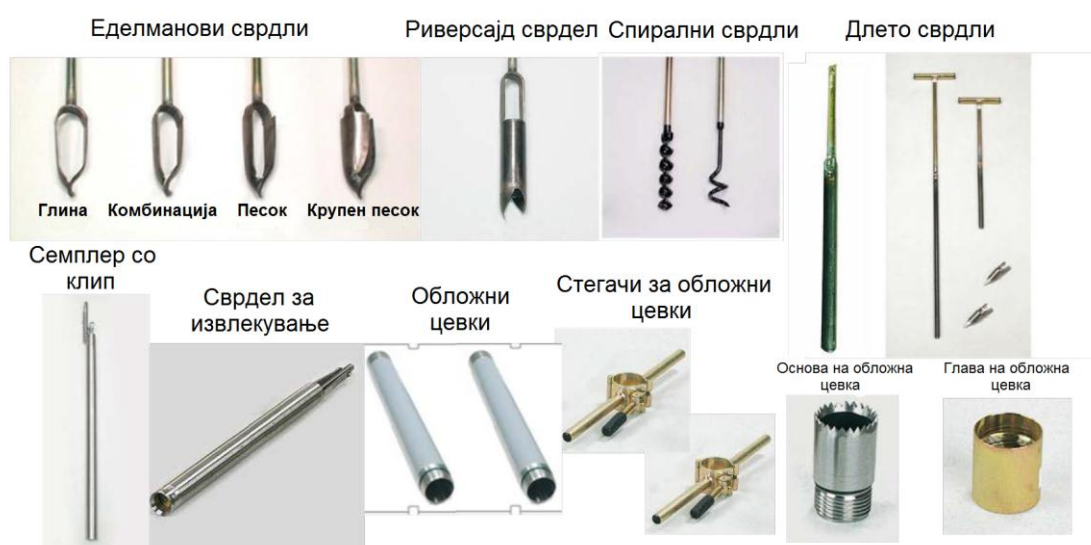 Еделманови сврдли
Риверсајд сврдел
Спирални сврдли
Длето сврдли
Глина
Комбинација
Песок
Крупен песок
Семплер со
клип
Сврдел за
извлекување
Обложни
цевки
Стегачи за обложни
цевки
Основа на обложна
цевка
Глава на обложна
цевка